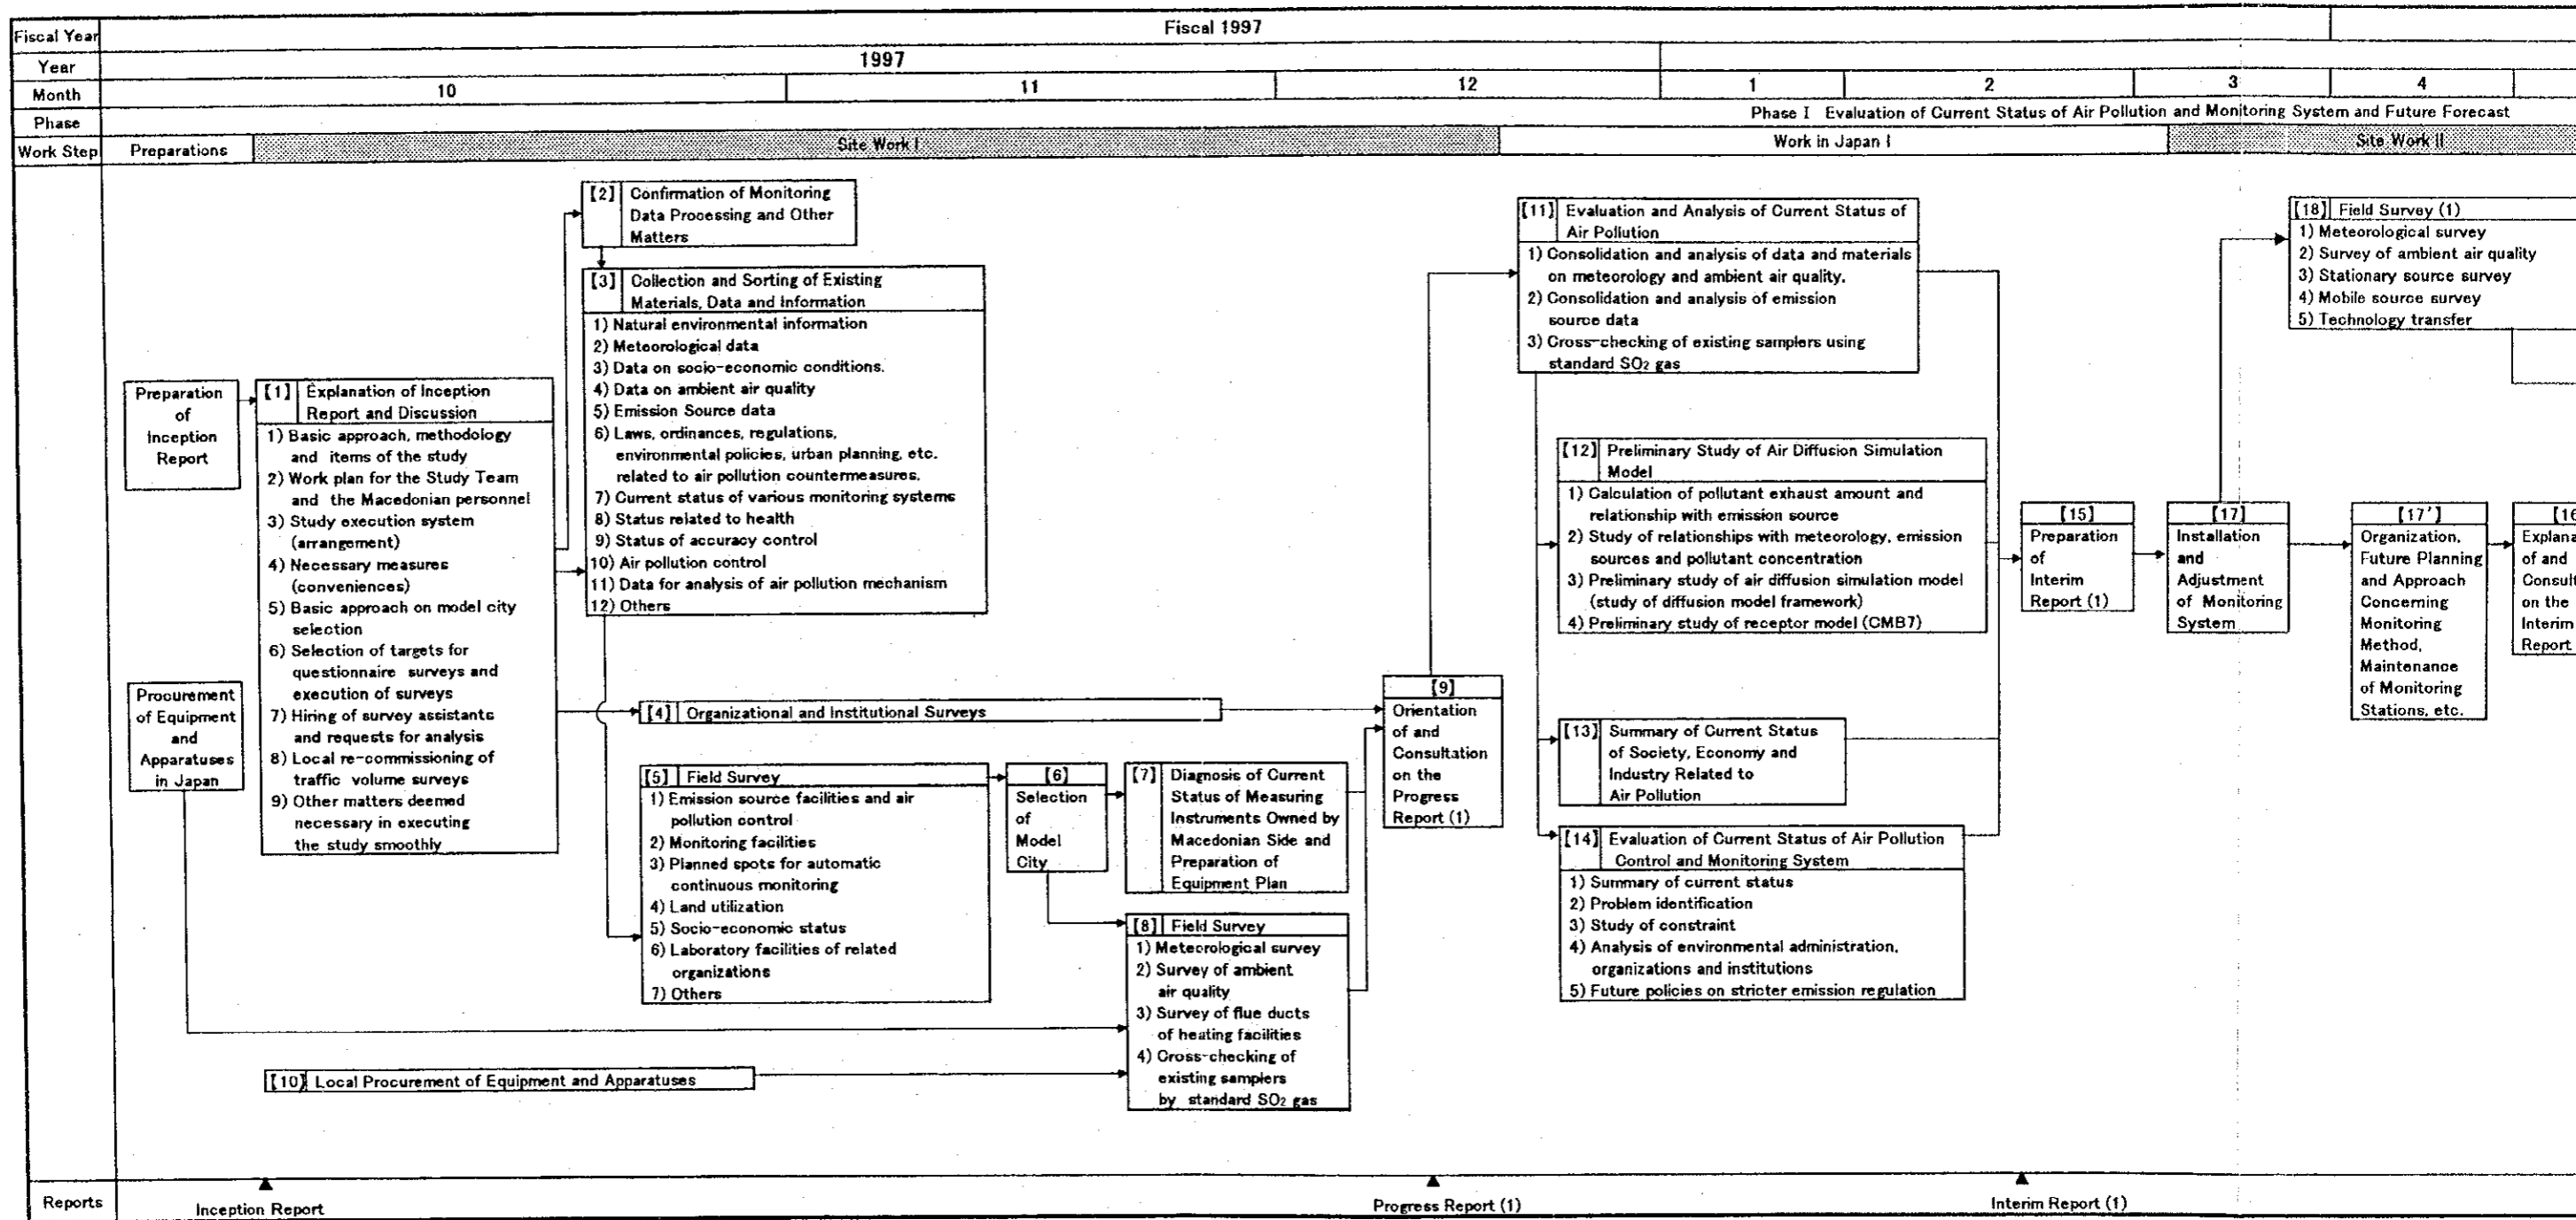 Fiscal Year
Fiscal 1997
Year
1997
Month
10
11
12
1
2
3
4
Phase
Phase I Evaluation of Current Status of Air Pollution and Monitoring System and Future Forecast
Work Step
Preparations
Site Work I
Work in Japan I
Site Work II
Preparation
of
Inception
Report
Procurement
of Equipment
and
Apparatuses
in Japan
[1] Explanation of Inception
Report and Discussion
1) Basic approach, methodology
and items of the study
2) Work plan for the Study Team
and the Macedonian personnel
3) Study execution system
(arrangement)
4) Necessary measures
(conveniences)
5) Basic approach on model city
selection
6) Selection of targets for
questionnaire surveys and
execution of surveys
7) Hiring of survey assistants
and requests for analysis
8) Local re-commissioning of
traffic volume surveys
9) Other matters deemed
necessary in executing
the study smoothly
[2] Confirmation of Monitoring
Data Processing and Other
Matters
[3] Collection and Sorting of Existing
Materials, Data and Information
1) Natural environmental information
2) Meteorological data
3) Data on socio-economic conditions.
4) Data on ambient air quality
5) Emission Source data
6) Laws, ordinances, regulations,
environmental policies, urban planning, etc.
related to air pollution countermeasures.
7) Current status of various monitoring systems
8) Status related to health
9) Status of accuracy control
10) Air pollution control
11) Data for analysis of air pollution mechanism
12) Others
[4] Organizational and Institutional Surveys
[5] Field Survey
1) Emission source facilities and air
pollution control
2) Monitoring facilities
3) Planned spots for automatic
continuous monitoring
4) Land utilization
5) Socio-economic status
6) Laboratory facilities of related
organizations
7) Others
[6]
Selection
of
Model
City
[7] Diagnosis of Current
Status of Measuring
Instruments Owned by
Macedonian Side and
Preparation of
Equipment Plan
[8] Field Survey
1) Meteorological survey
2) Survey of ambient
air quality
3) Survey of flue ducts
of heating facilities
4) Cross-checking of
existing samplers
by standard SO₂ gas
[10] Local Procurement of Equipment and Apparatuses
[9]
Orientation
of and
Consultation
on the
Progress
Report (1)
[11] Evaluation and Analysis of Current Status of
Air Pollution
1) Consolidation and analysis of data and materials
on meteorology and ambient air quality.
2) Consolidation and analysis of emission
source data
3) Cross-checking of existing samplers using
standard SO₂ gas
[12] Preliminary Study of Air Diffusion Simulation
Model
1) Calculation of pollutant exhaust amount and
relationship with emission source
2) Study of relationships with meteorology, emission
sources and pollutant concentration
3) Preliminary study of air diffusion simulation model
(study of diffusion model framework)
4) Preliminary study of receptor model (CMB7)
[13] Summary of Current Status
of Society, Economy and
Industry Related to
Air Pollution
[14] Evaluation of Current Status of Air Pollution
Control and Monitoring System
1) Summary of current status
2) Problem identification
3) Study of constraint
4) Analysis of environmental administration,
organizations and institutions
5) Future policies on stricter emission regulation
[15]
Preparation
of
Interim
Report (1)
[17]
Installation
and
Adjustment
of Monitoring
System
[18] Field Survey (1)
1) Meteorological survey
2) Survey of ambient air quality
3) Stationary source survey
4) Mobile source survey
5) Technology transfer
[17']
Organization,
Future Planning
and Approach
Concerning
Monitoring
Method,
Maintenance
of Monitoring
Stations, etc.
[16
Explana
of and
Consult
on the
Interim
Report
Reports
Inception Report
Progress Report (1)
Interim Report (1)